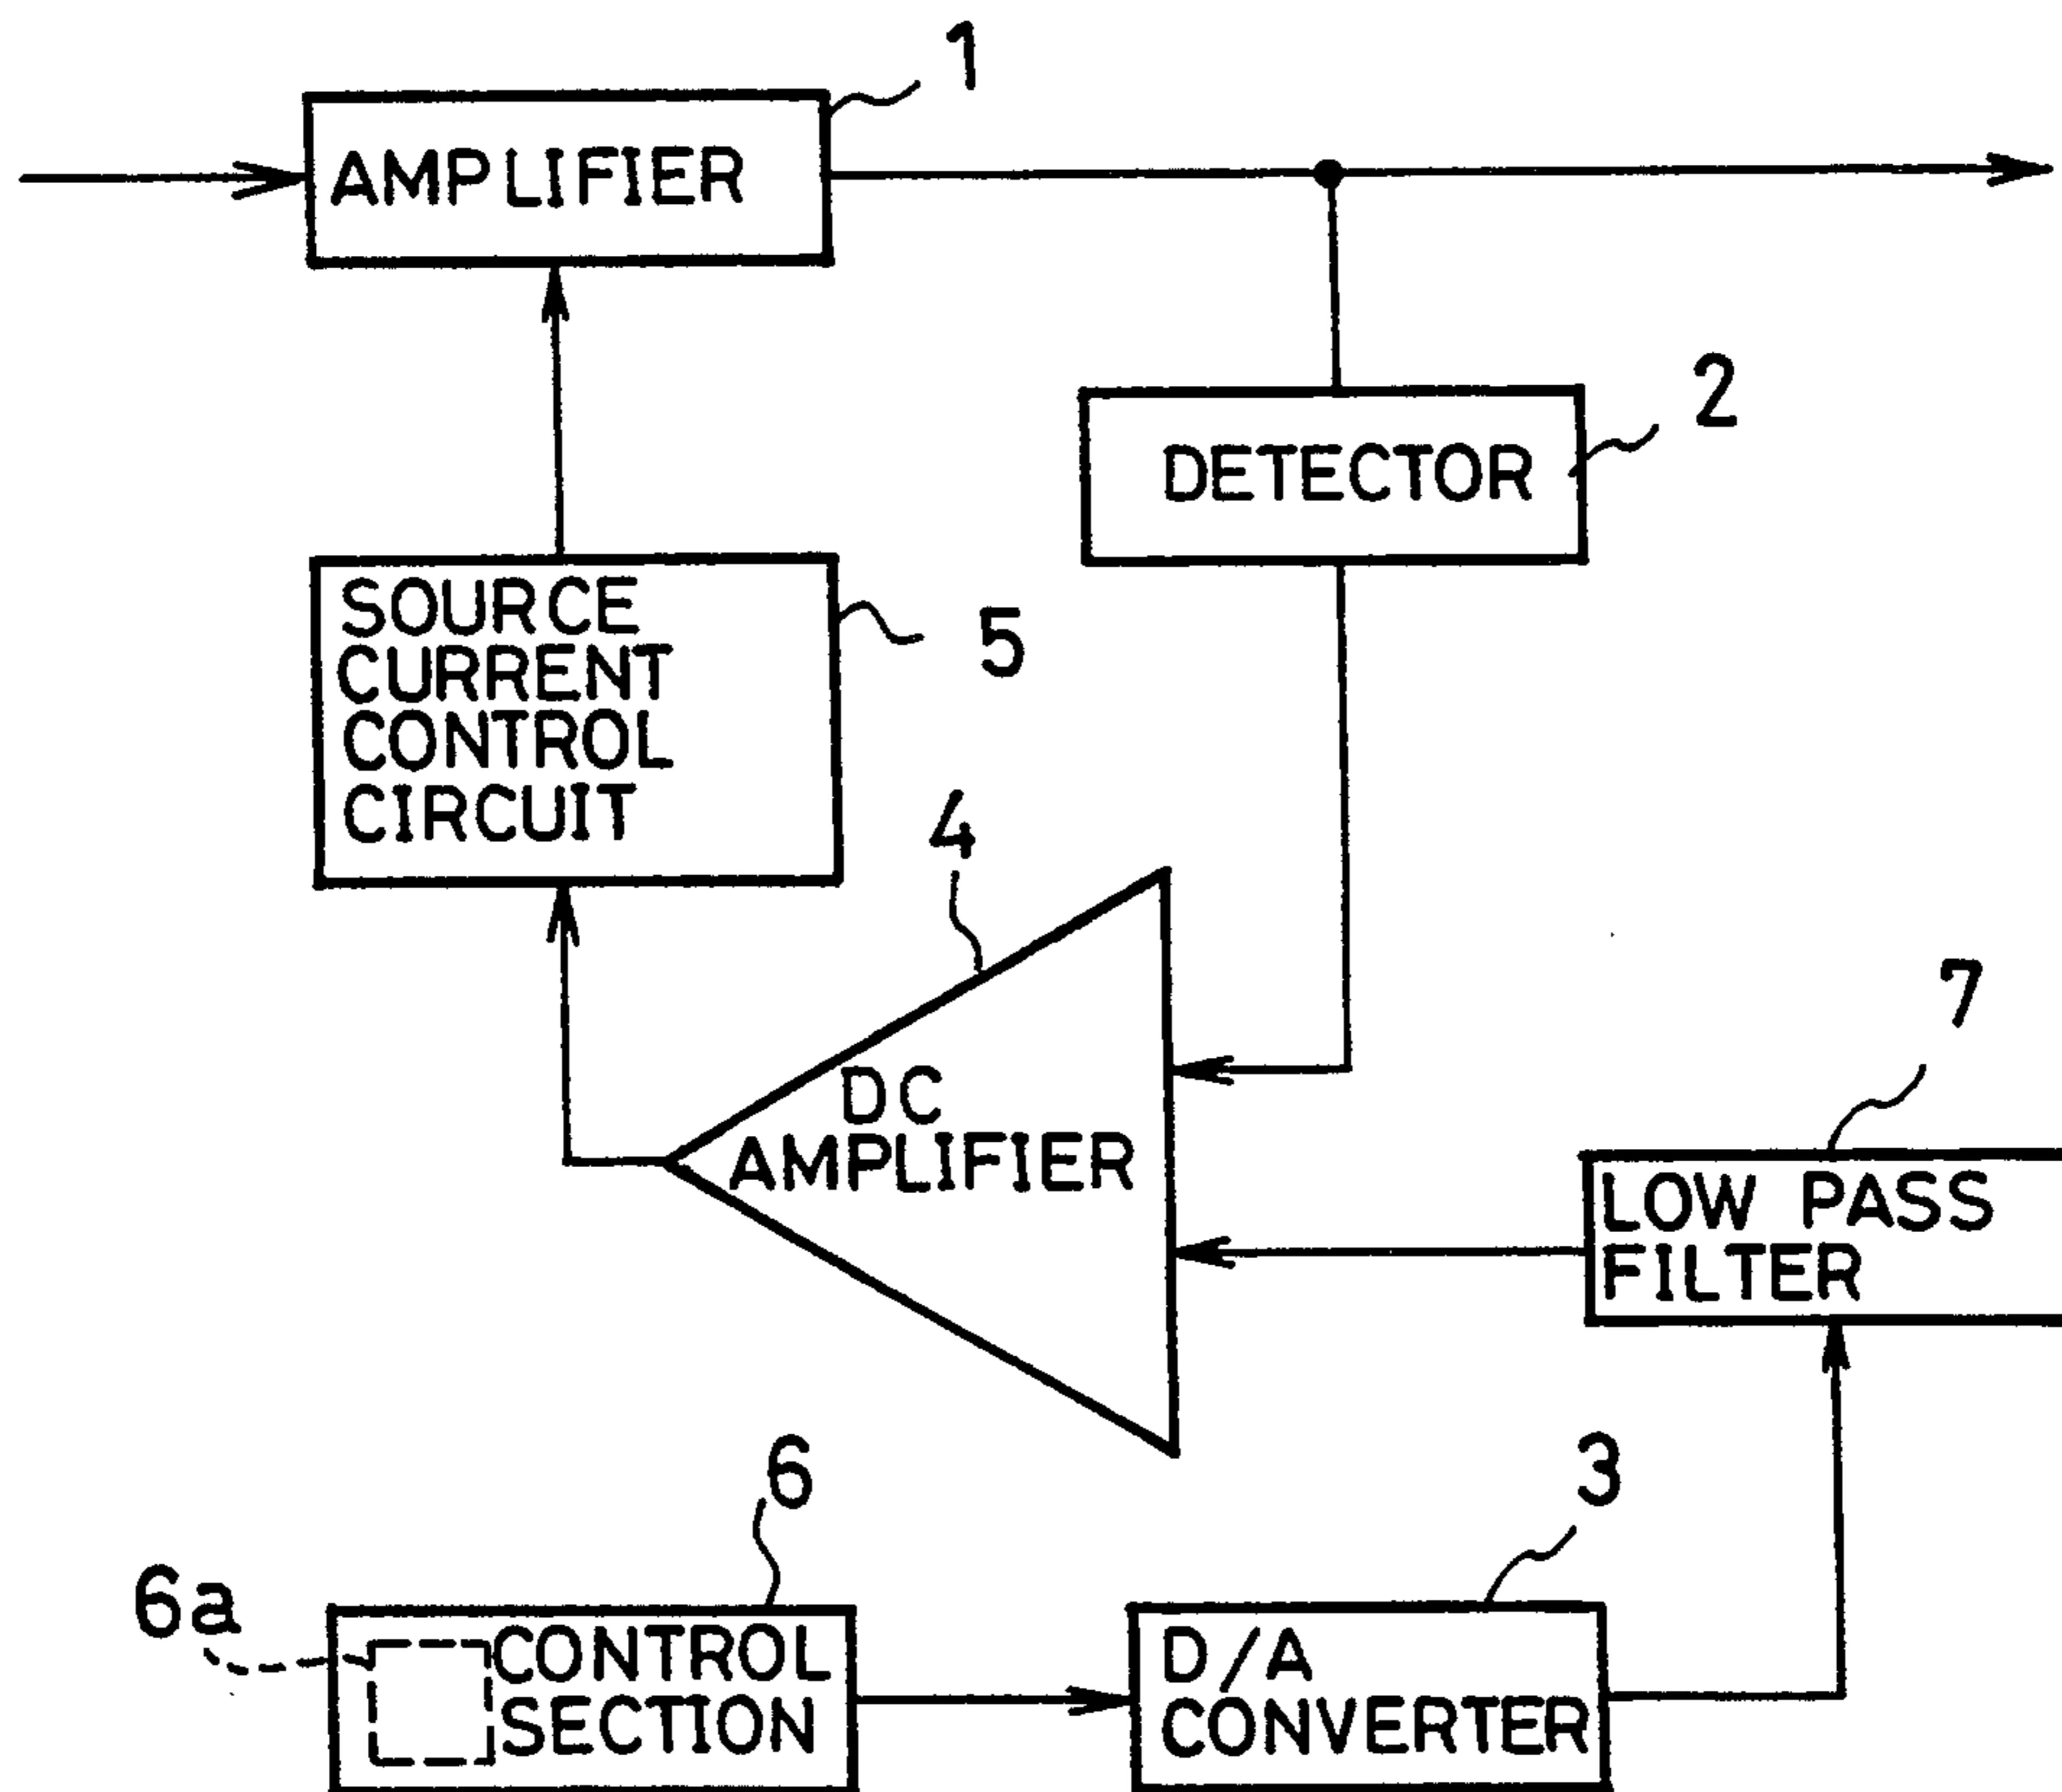 1
AMPLIFIER
2
DETECTOR
SOURCE
CURRENT
CONTROL
CIRCUIT
5
4
DC
AMPLIFIER
7
LOW PASS
FILTER
6
3
6a
CONTROL
SECTION
D/A
CONVERTER